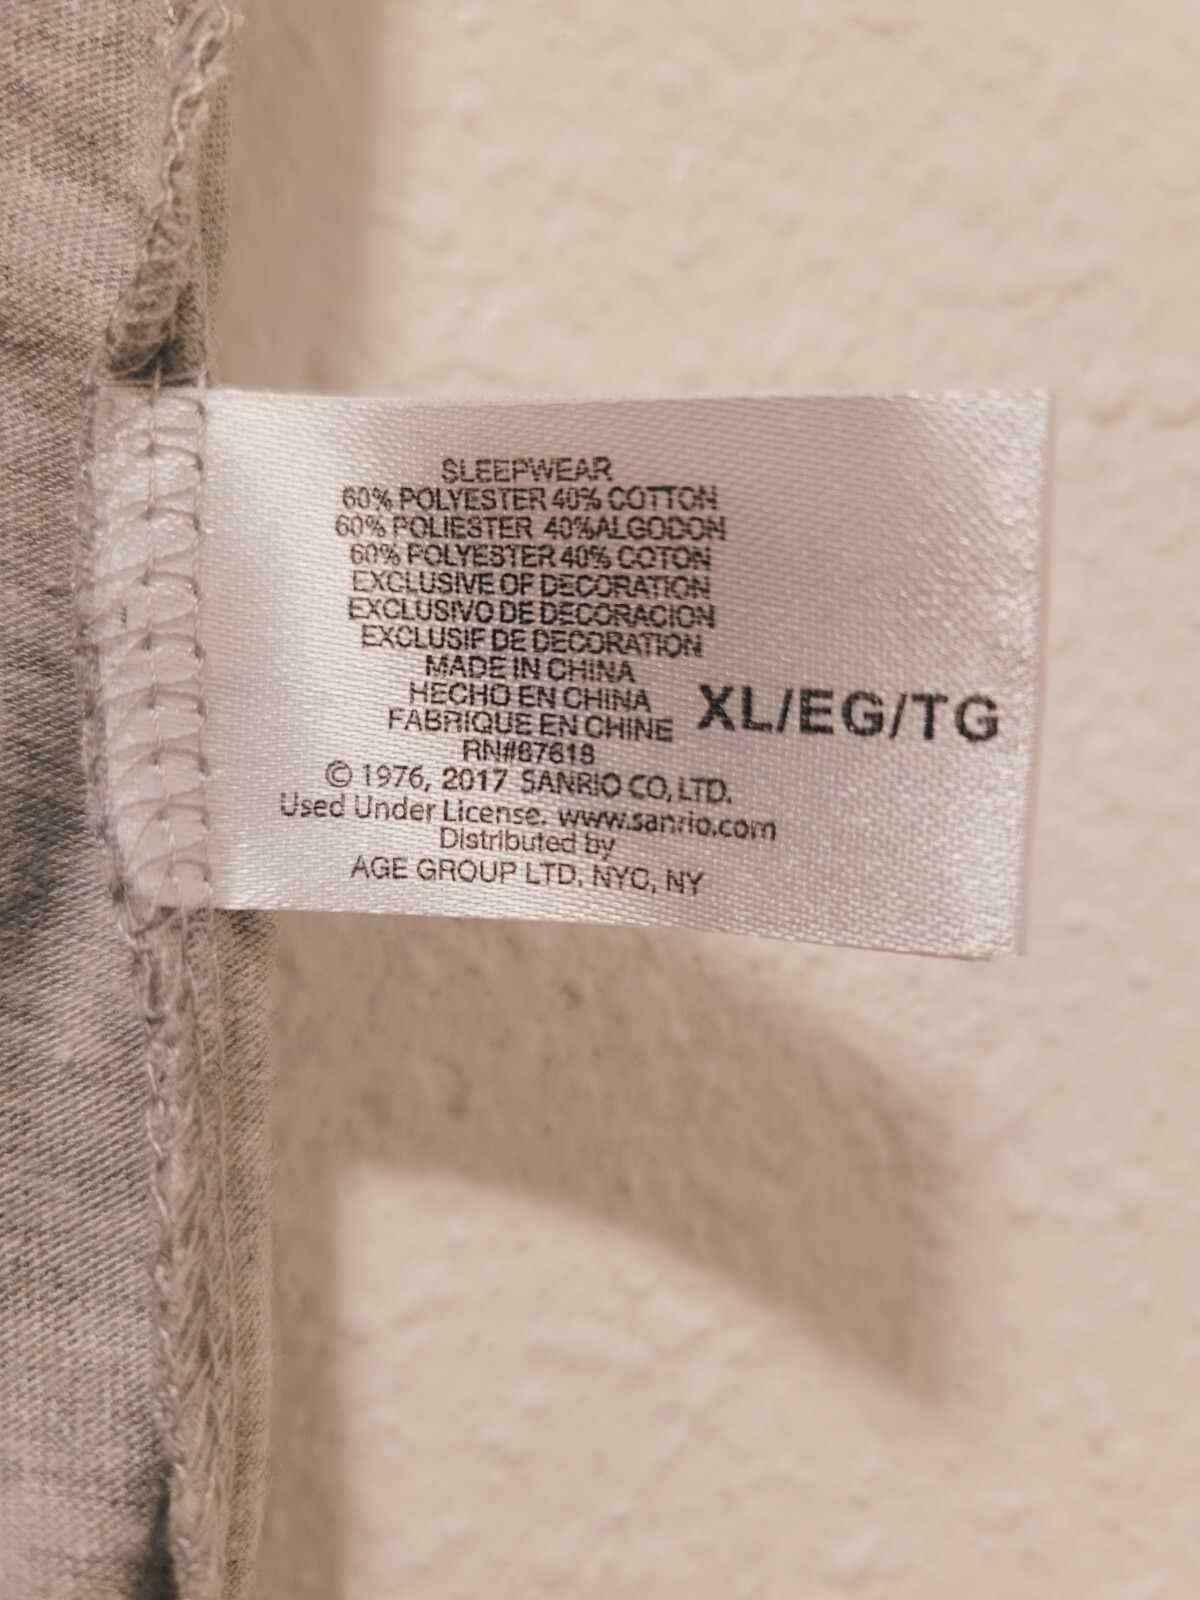 SLEEPWEAR
60% POLYESTER 40% COTTON
60% POLIESTER 40%ALGODON
60% POLYESTER 40% COTON
EXCLUSIVE OF DECORATION
EXCLUSIVO DE DECORACION
EXCLUSIF DE DECORATION
MADE IN CHINA
HECHO EN CHINA
FABRIQUE EN CHINE
RN#67619
© 1976, 2017 SANRIO CO, LTD.
Used Under License. www.sanrio.com
Distributed by
AGE GROUP LTD. NYC, NY
XL/EG/TG